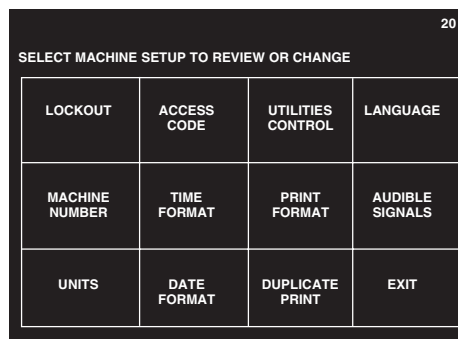 20
SELECT MACHINE SETUP TO REVIEW OR CHANGE
LOCKOUT
ACCESS
CODE
UTILITIES
CONTROL
LANGUAGE
MACHINE
NUMBER
TIME
FORMAT
PRINT
FORMAT
AUDIBLE
SIGNALS
UNITS
DATE
FORMAT
DUPLICATE
PRINT
EXIT